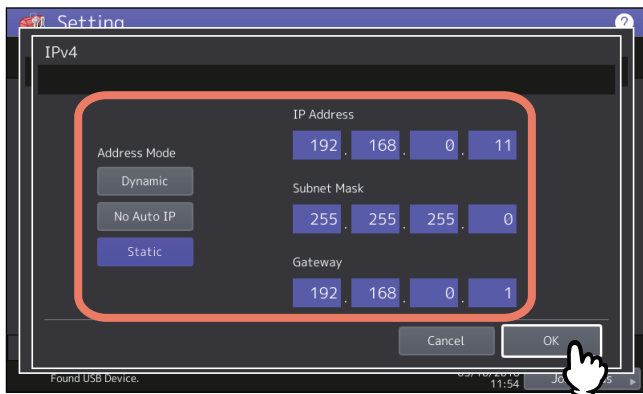 Setting
?
IPv4
IP Address
192 . 168 . 0 . 11
Address Mode
Dynamic
Subnet Mask
No Auto IP
255 . 255 . 255 . 0
Static
Gateway
192 . 168 . 0 . 1
Cancel
OK
Found USB Device.
11:54